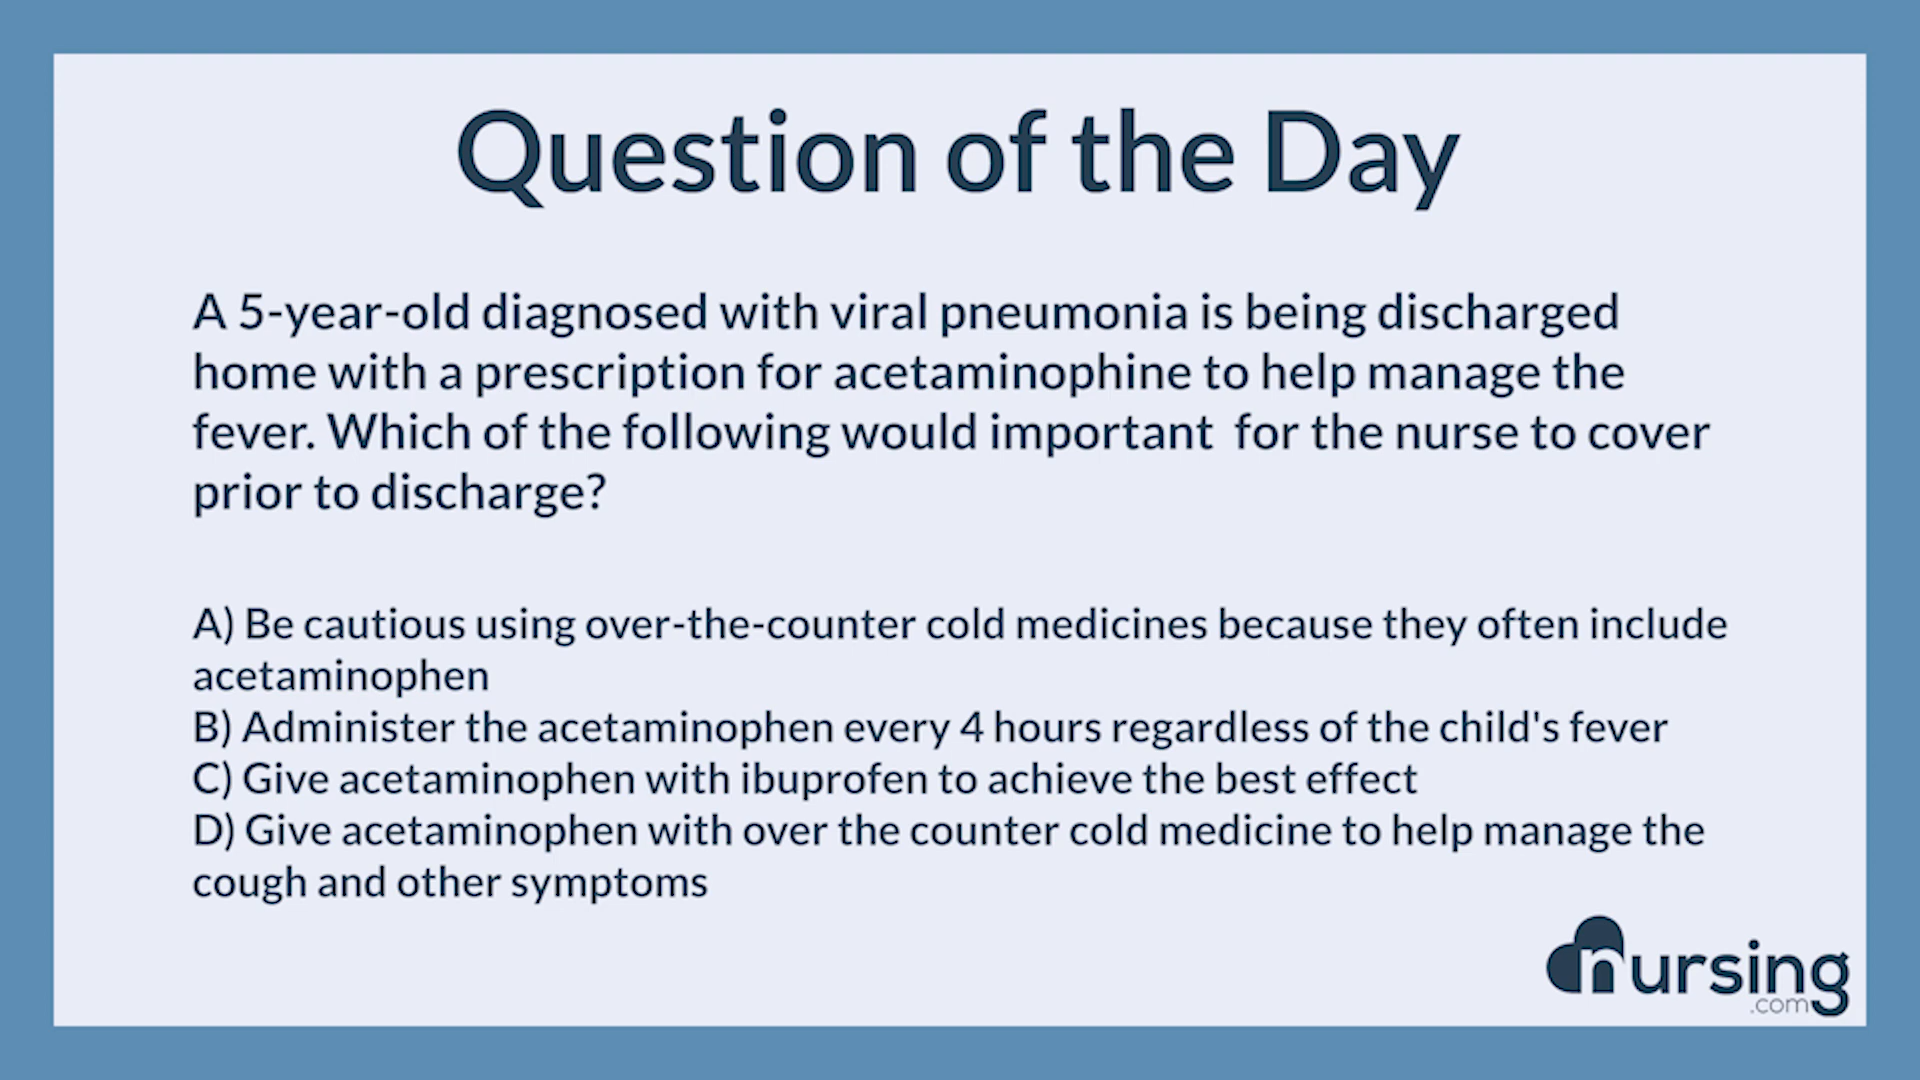 Question of the Day
A 5-year-old diagnosed with viral pneumonia is being discharged
home with a prescription for acetaminophine to help manage the
fever. Which of the following would important  for the nurse to cover
prior to discharge?
A) Be cautious using over-the-counter cold medicines because they often include
acetaminophen
B) Administer the acetaminophen every 4 hours regardless of the child's fever
C) Give acetaminophen with ibuprofen to achieve the best effect
D) Give acetaminophen with over the counter cold medicine to help manage the
cough and other symptoms
nursing
.com